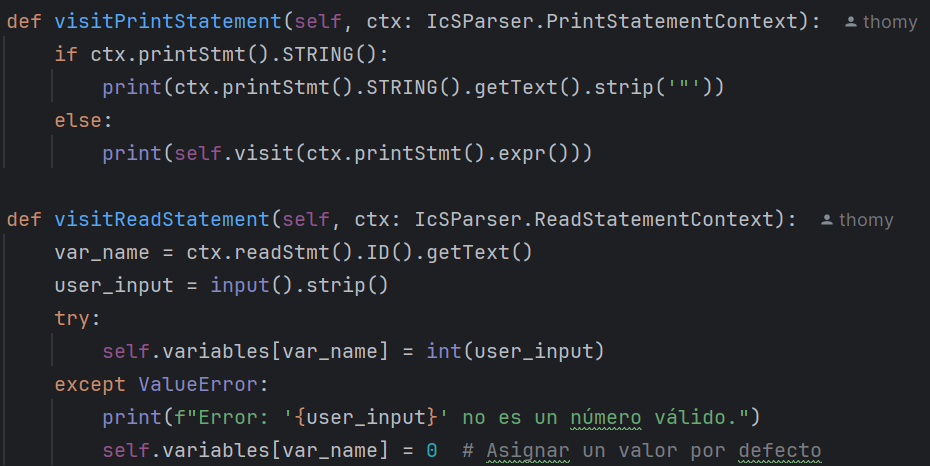 def visitPrintStatement(self, ctx: IcSParser.PrintStatementContext): thomy
    if ctx.printStmt().STRING():
        print(ctx.printStmt().STRING().getText().strip('"'))
    else:
        print(self.visit(ctx.printStmt().expr()))
def visitReadStatement(self, ctx: IcSParser.ReadStatementContext): thomy
    var_name = ctx.readStmt().ID().getText()
    user_input = input().strip()
    try:
        self.variables[var_name] = int(user_input)
    except ValueError:
        print(f"Error: '{user_input}' no es un número válido.")
        self.variables[var_name] = 0  # Asignar un valor por defecto